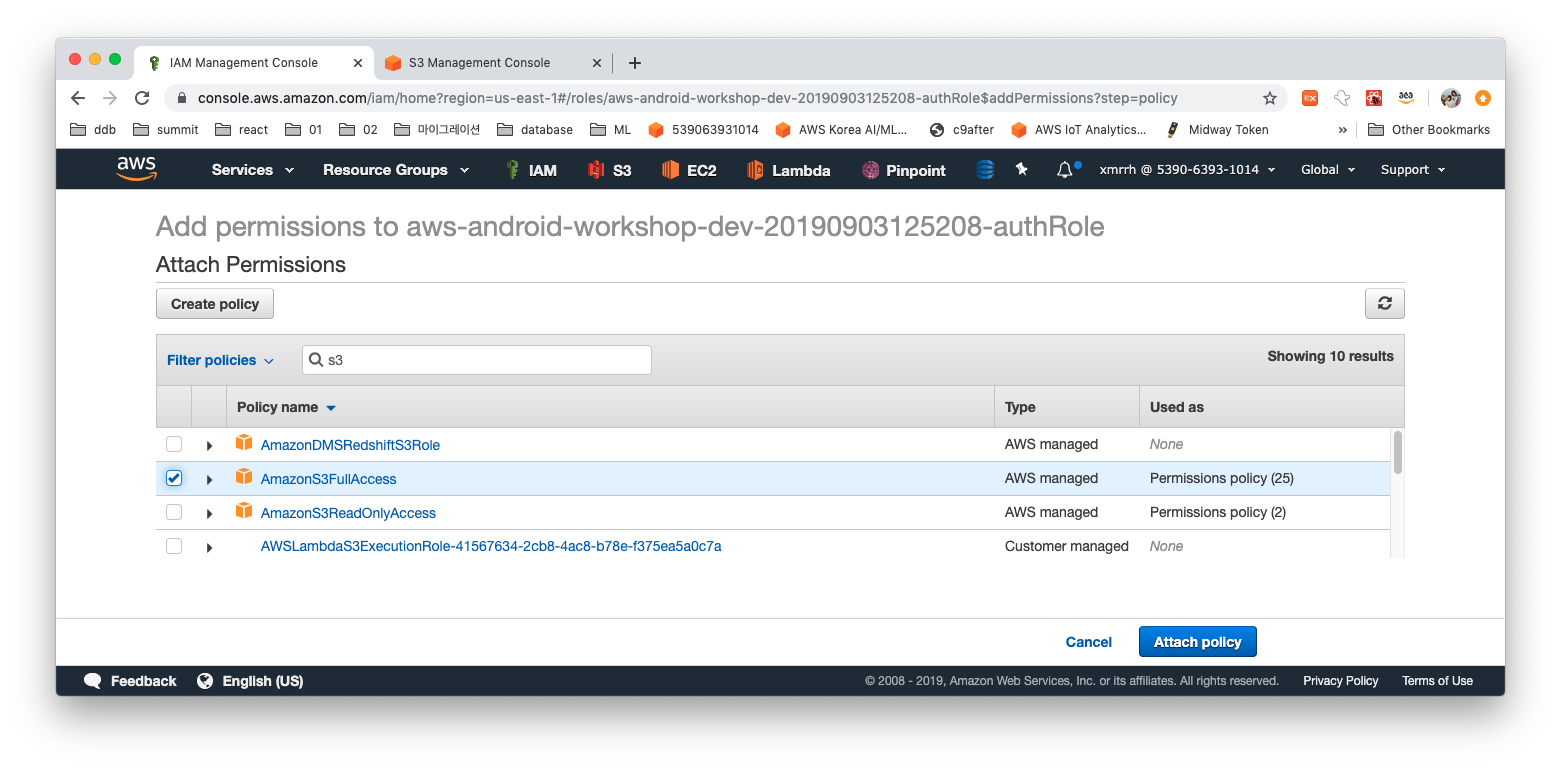 IAM Management Console S3 Management Console
console.aws.amazon.com/iam/home?region=us-east-1#/roles/aws-android-workshop-dev-20190903125208-authRole$addPermissions?step=policy
ddb summit react 01 02 마이그레이션 database ML 539063931014 AWS Korea AI/ML... c9after AWS IoT Analytics... Midway Token » Other Bookmarks
aws Services Resource Groups IAM S3 EC2 Lambda Pinpoint xmrrh @ 5390-6393-1014 Global Support
Add permissions to aws-android-workshop-dev-20190903125208-authRole
Attach Permissions
Create policy
Filter policies s3 Showing 10 results
Policy name Type Used as
AmazonDMSRedshiftS3Role AWS managed None
AmazonS3FullAccess AWS managed Permissions policy (25)
AmazonS3ReadOnlyAccess AWS managed Permissions policy (2)
AWSLambdaS3ExecutionRole-41567634-2cb8-4ac8-b78e-f375ea5a0c7a Customer managed None
Cancel Attach policy
Feedback English (US) © 2008 - 2019, Amazon Web Services, Inc. or its affiliates. All rights reserved. Privacy Policy Terms of Use